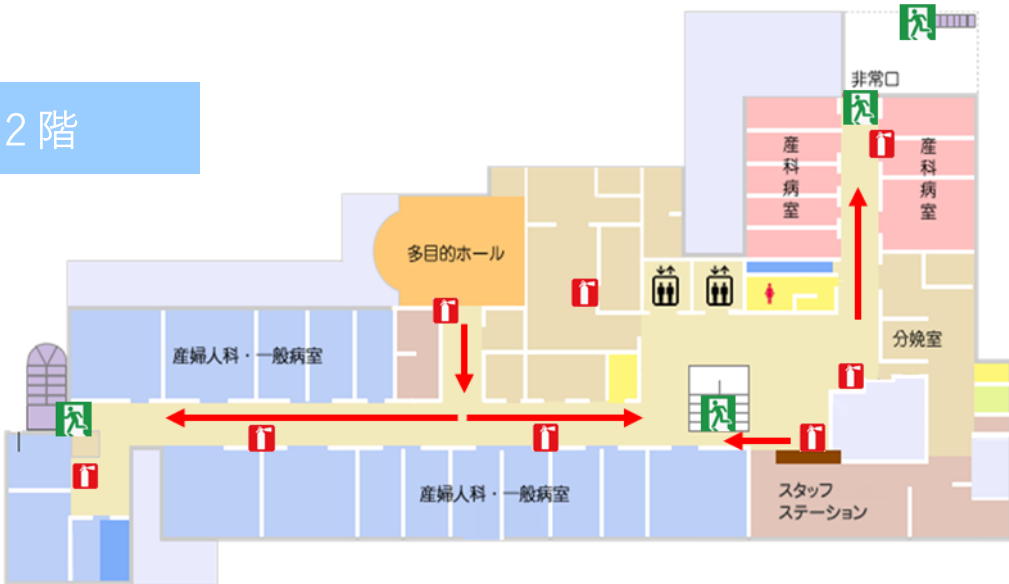 2階
非常口
産科病室
産科病室
多目的ホール
分娩室
産婦人科・一般病室
産婦人科・一般病室
スタッフ
ステーション